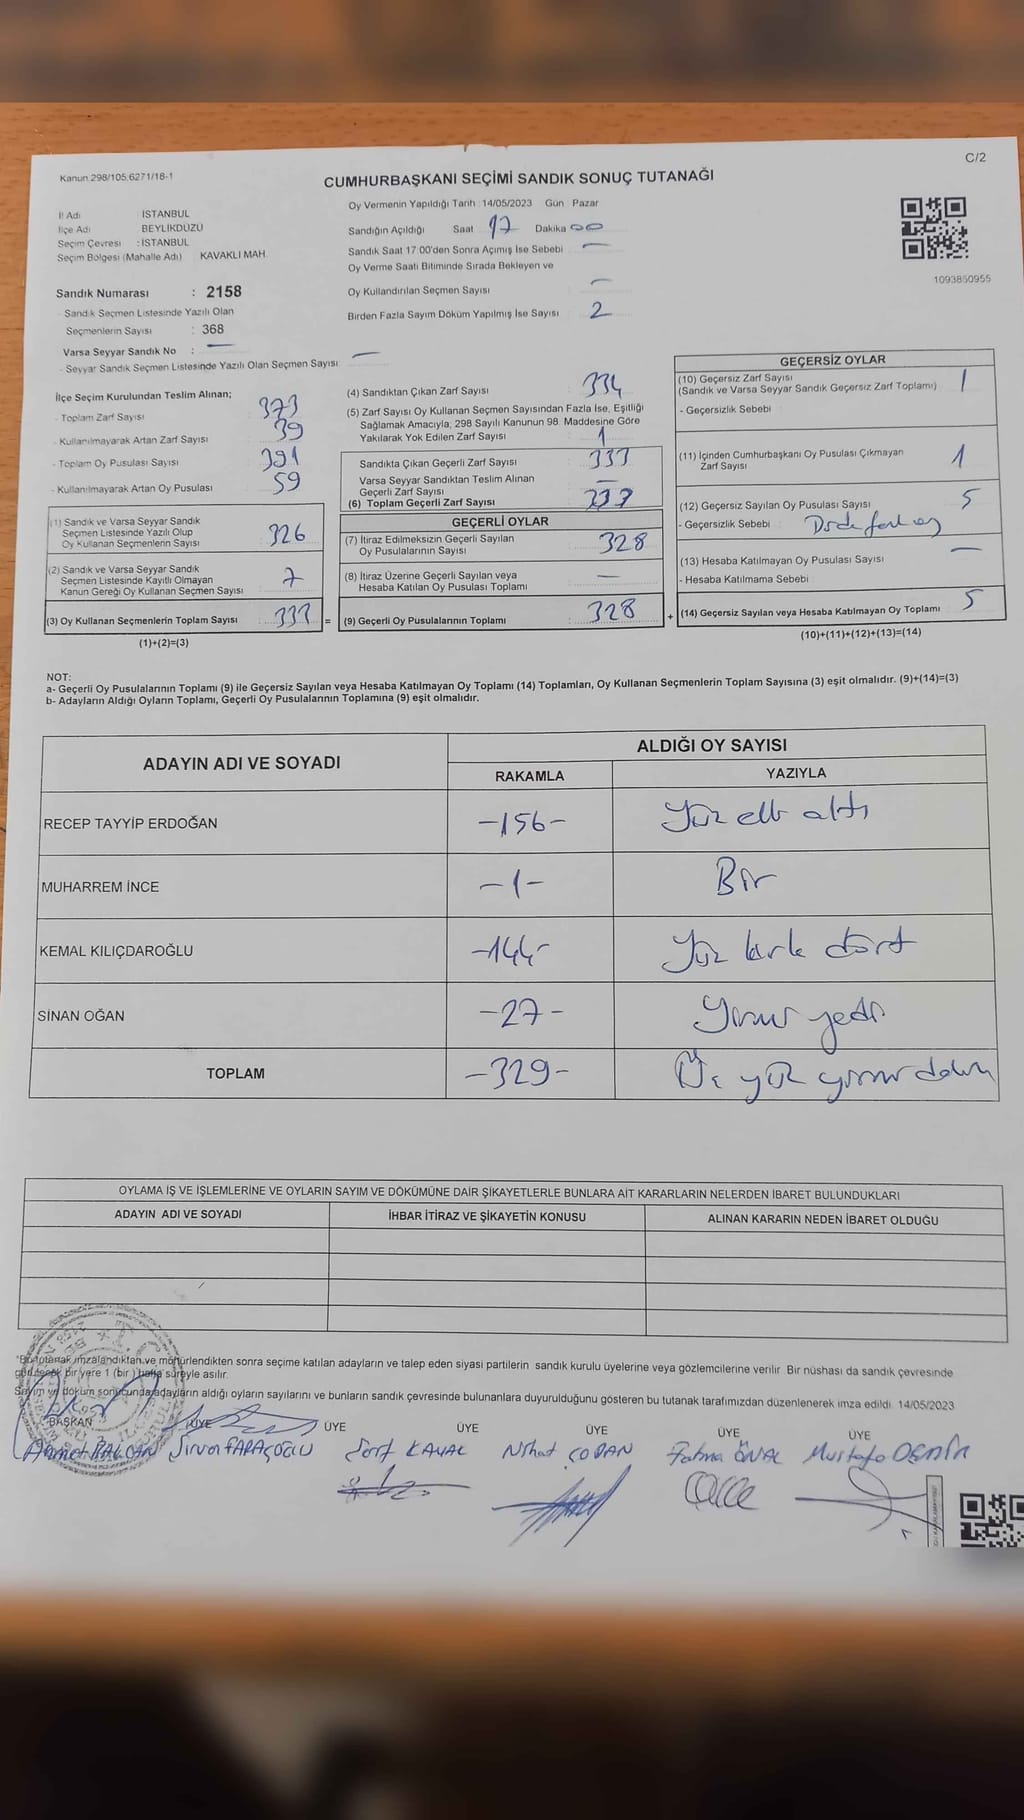 C/2
Kanun 298/105 6271/18-1
CUMHURBAŞKANI SEÇİMİ SANDIK SONUÇ TUTANAĞI
İl Adı İSTANBUL
İlçe Adı BEYLİKDÜZÜ
Seçim Çevresi : İSTANBUL
Seçim Bölgesi (Mahalle Adı) KAVAKLI MAH.
Sandık Numarası : 2158
- Sandık Seçmen Listesinde Yazılı Olan
Seçmenlerin Sayısı : 368
Varsa Seyyar Sandık No : —
- Seyyar Sandık Seçmen Listesinde Yazılı Olan Seçmen Sayısı —
Oy Vermenin Yapıldığı Tarih 14/05/2023 Gün Pazar
Sandığın Açıldığı Saat 17 Dakika 00
Sandık Saat 17:00'den Sonra Açılmış İse Sebebi —
Oy Verme Saati Bitiminde Sırada Bekleyen ve
Oy Kullandırılan Seçmen Sayısı —
Birden Fazla Sayım Döküm Yapılmış İse Sayısı 2
1093850955
İlçe Seçim Kurulundan Teslim Alınan;
- Toplam Zarf Sayısı 373
- Kullanılmayarak Artan Zarf Sayısı 39
- Toplam Oy Pusulası Sayısı 391
- Kullanılmayarak Artan Oy Pusulası 59
(1) Sandık ve Varsa Seyyar Sandık
Seçmen Listesinde Yazılı Olup
Oy Kullanan Seçmenlerin Sayısı 326
(2) Sandık ve Varsa Seyyar Sandık
Seçmen Listesinde Kayıtlı Olmayan
Kanun Gereği Oy Kullanan Seçmen Sayısı 7
(3) Oy Kullanan Seçmenlerin Toplam Sayısı 333 =
(1)+(2)=(3)
(4) Sandıktan Çıkan Zarf Sayısı 334
(5) Zarf Sayısı Oy Kullanan Seçmen Sayısından Fazla İse, Eşitliği
Sağlamak Amacıyla, 298 Sayılı Kanunun 98. Maddesine Göre
Yakılarak Yok Edilen Zarf Sayısı 1
Sandıkta Çıkan Geçerli Zarf Sayısı 333
Varsa Seyyar Sandıktan Teslim Alınan
Geçerli Zarf Sayısı —
(6) Toplam Geçerli Zarf Sayısı 333
GEÇERLİ OYLAR
(7) İtiraz Edilmeksizin Geçerli Sayılan
Oy Pusulalarının Sayısı 328
(8) İtiraz Üzerine Geçerli Sayılan veya
Hesaba Katılan Oy Pusulası Toplamı —
(9) Geçerli Oy Pusulalarının Toplamı 328 +
GEÇERSİZ OYLAR
(10) Geçersiz Zarf Sayısı
(Sandık ve Varsa Seyyar Sandık Geçersiz Zarf Toplamı) 1
- Geçersizlik Sebebi
(11) İçinden Cumhurbaşkanı Oy Pusulası Çıkmayan
Zarf Sayısı 1
(12) Geçersiz Sayılan Oy Pusulası Sayısı 5
- Geçersizlik Sebebi
(13) Hesaba Katılmayan Oy Pusulası Sayısı —
- Hesaba Katılmama Sebebi
(14) Geçersiz Sayılan veya Hesaba Katılmayan Oy Toplamı 5
(10)+(11)+(12)+(13)=(14)
NOT:
a- Geçerli Oy Pusulalarının Toplamı (9) ile Geçersiz Sayılan veya Hesaba Katılmayan Oy Toplamı (14) Toplamları, Oy Kullanan Seçmenlerin Toplam Sayısına (3) eşit olmalıdır. (9)+(14)=(3)
b- Adayların Aldığı Oyların Toplamı, Geçerli Oy Pusulalarının Toplamına (9) eşit olmalıdır.
ADAYIN ADI VE SOYADI ALDIĞI OY SAYISI
RAKAMLA YAZIYLA
RECEP TAYYİP ERDOĞAN -156- Yüz elli altı
MUHARREM İNCE -1- Bir
KEMAL KILIÇDAROĞLU -144- Yüz kırk dört
SİNAN OĞAN -27- Yirmi yedi
TOPLAM -329- Üç yüz yirmi dokuz
OYLAMA İŞ VE İŞLEMLERİNE VE OYLARIN SAYIM VE DÖKÜMÜNE DAİR ŞİKAYETLERLE BUNLARA AİT KARARLARIN NELERDEN İBARET BULUNDUKLARI
ADAYIN ADI VE SOYADI İHBAR İTİRAZ VE ŞİKAYETİN KONUSU ALINAN KARARIN NEDEN İBARET OLDUĞU
*Bu tutanak imzalandıktan ve mühürlendikten sonra seçime katılan adayların ve talep eden siyasi partilerin sandık kurulu üyelerine veya gözlemcilerine verilir. Bir nüshası da sandık çevresinde
görülecek bir yere 1 (bir) hafta süreyle asılır.
Sayım ve döküm sonucunda adayların aldığı oyların sayılarını ve bunların sandık çevresinde bulunanlara duyurulduğunu gösteren bu tutanak tarafımızdan düzenlenerek imza edildi. 14/05/2023
BAŞKAN ÜYE ÜYE ÜYE ÜYE ÜYE ÜYE
Ahmet Sirvan Nihat ÇOBAN Fatma ÖNAL Mustafa DEMİR